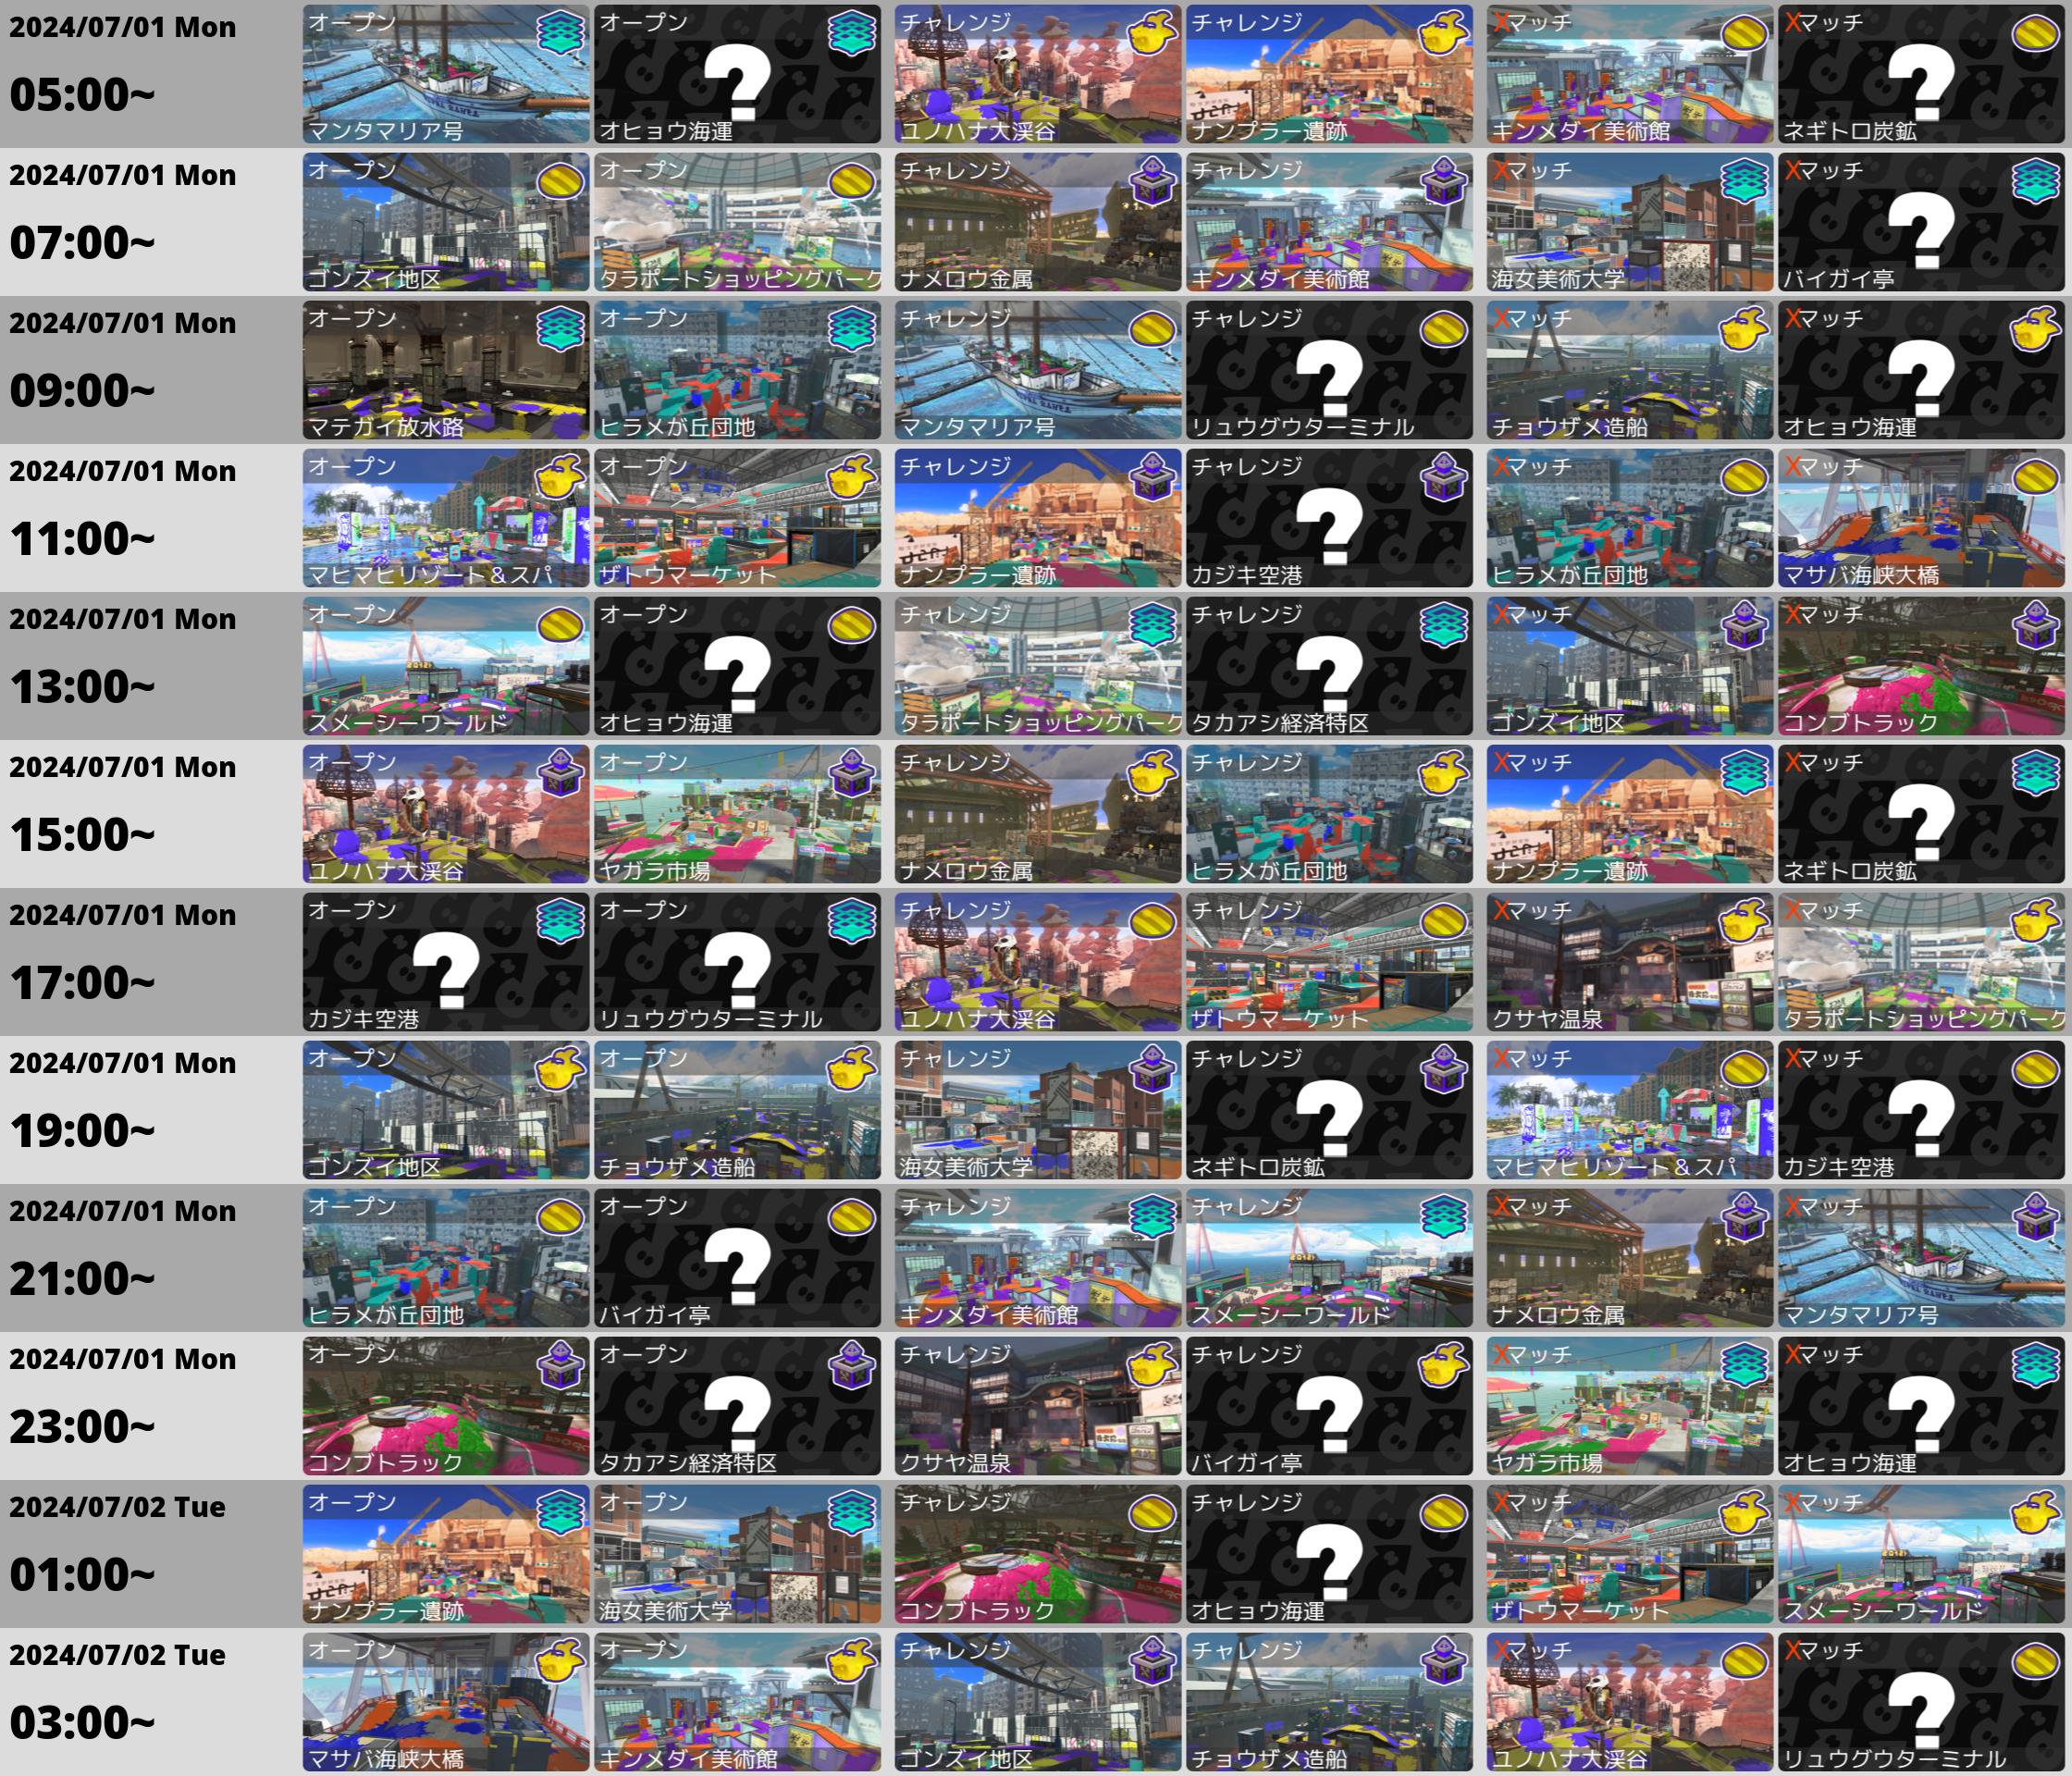 2024/07/01 Mon
05:00~
オープン
マンタマリア号
オープン
オヒョウ海運
チャレンジ
ユノハナ大渓谷
チャレンジ
ナンプラー遺跡
Xマッチ
キンメダイ美術館
Xマッチ
ネギトロ炭鉱
2024/07/01 Mon
07:00~
オープン
ゴンズイ地区
オープン
タラポートショッピングパーク
チャレンジ
ナメロウ金属
チャレンジ
キンメダイ美術館
Xマッチ
海女美術大学
Xマッチ
バイガイ亭
2024/07/01 Mon
09:00~
オープン
マテガイ放水路
オープン
ヒラメが丘団地
チャレンジ
マンタマリア号
チャレンジ
リュウグウターミナル
Xマッチ
チョウザメ造船
Xマッチ
オヒョウ海運
2024/07/01 Mon
11:00~
オープン
マヒマヒリゾート＆スパ
オープン
ザトウマーケット
チャレンジ
ナンプラー遺跡
チャレンジ
カジキ空港
Xマッチ
ヒラメが丘団地
Xマッチ
マサバ海峡大橋
2024/07/01 Mon
13:00~
オープン
スメーシーワールド
オープン
オヒョウ海運
チャレンジ
タラポートショッピングパーク
チャレンジ
タカアシ経済特区
Xマッチ
ゴンズイ地区
Xマッチ
コンブトラック
2024/07/01 Mon
15:00~
オープン
ユノハナ大渓谷
オープン
ヤガラ市場
チャレンジ
ナメロウ金属
チャレンジ
ヒラメが丘団地
Xマッチ
ナンプラー遺跡
Xマッチ
ネギトロ炭鉱
2024/07/01 Mon
17:00~
オープン
カジキ空港
オープン
リュウグウターミナル
チャレンジ
ユノハナ大渓谷
チャレンジ
ザトウマーケット
Xマッチ
クサヤ温泉
Xマッチ
タラポートショッピングパーク
2024/07/01 Mon
19:00~
オープン
ゴンズイ地区
オープン
チョウザメ造船
チャレンジ
海女美術大学
チャレンジ
ネギトロ炭鉱
Xマッチ
マヒマヒリゾート＆スパ
Xマッチ
カジキ空港
2024/07/01 Mon
21:00~
オープン
ヒラメが丘団地
オープン
バイガイ亭
チャレンジ
キンメダイ美術館
チャレンジ
スメーシーワールド
Xマッチ
ナメロウ金属
Xマッチ
マンタマリア号
2024/07/01 Mon
23:00~
オープン
コンブトラック
オープン
タカアシ経済特区
チャレンジ
クサヤ温泉
チャレンジ
バイガイ亭
Xマッチ
ヤガラ市場
Xマッチ
オヒョウ海運
2024/07/02 Tue
01:00~
オープン
ナンプラー遺跡
オープン
海女美術大学
チャレンジ
コンブトラック
チャレンジ
オヒョウ海運
Xマッチ
ザトウマーケット
Xマッチ
スメーシーワールド
2024/07/02 Tue
03:00~
オープン
マサバ海峡大橋
オープン
キンメダイ美術館
チャレンジ
ゴンズイ地区
チャレンジ
チョウザメ造船
Xマッチ
ユノハナ大渓谷
Xマッチ
リュウグウターミナル